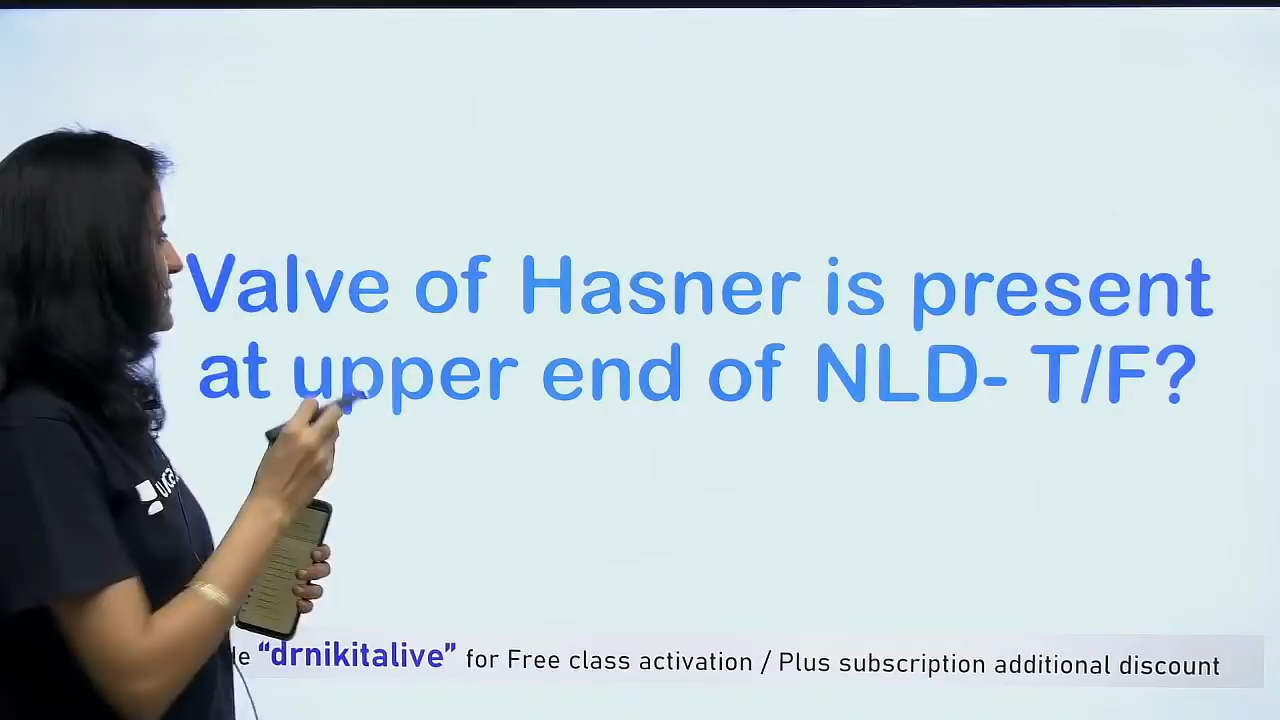 Valve of Hasner is present
at upper end of NLD- T/F?
"drnikitalive" for Free class activation / Plus subscription additional discount